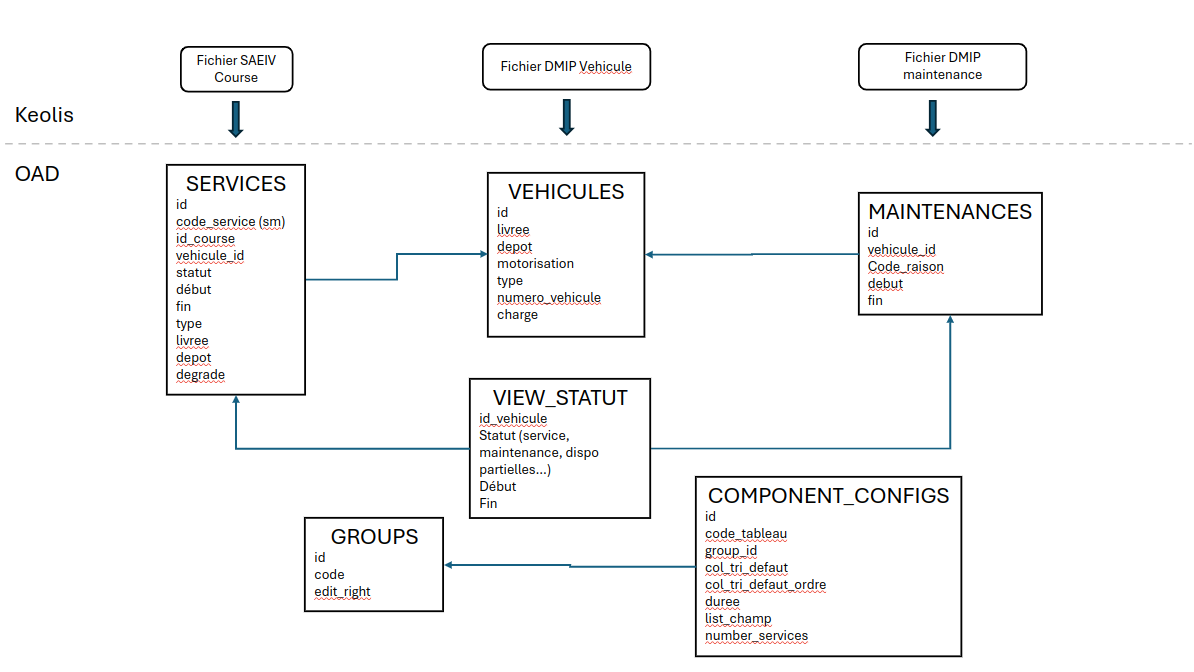 Fichier SAEIV
Course
Fichier DMIP Vehicule
Fichier DMIP
maintenance
Keolis
OAD
SERVICES
id
code_service (sm)
id_course
vehicule_id
statut
début
fin
type
livree
depot
degrade
VEHICULES
id
livree
depot
motorisation
type
numero_vehicule
charge
MAINTENANCES
id
vehicule_id
Code_raison
debut
fin
VIEW_STATUT
id_vehicule
Statut (service,
maintenance, dispo
partielles...)
Début
Fin
GROUPS
id
code
edit_right
COMPONENT_CONFIGS
id
code_tableau
group_id
col_tri_defaut
col_tri_defaut_ordre
duree
list_champ
number_services